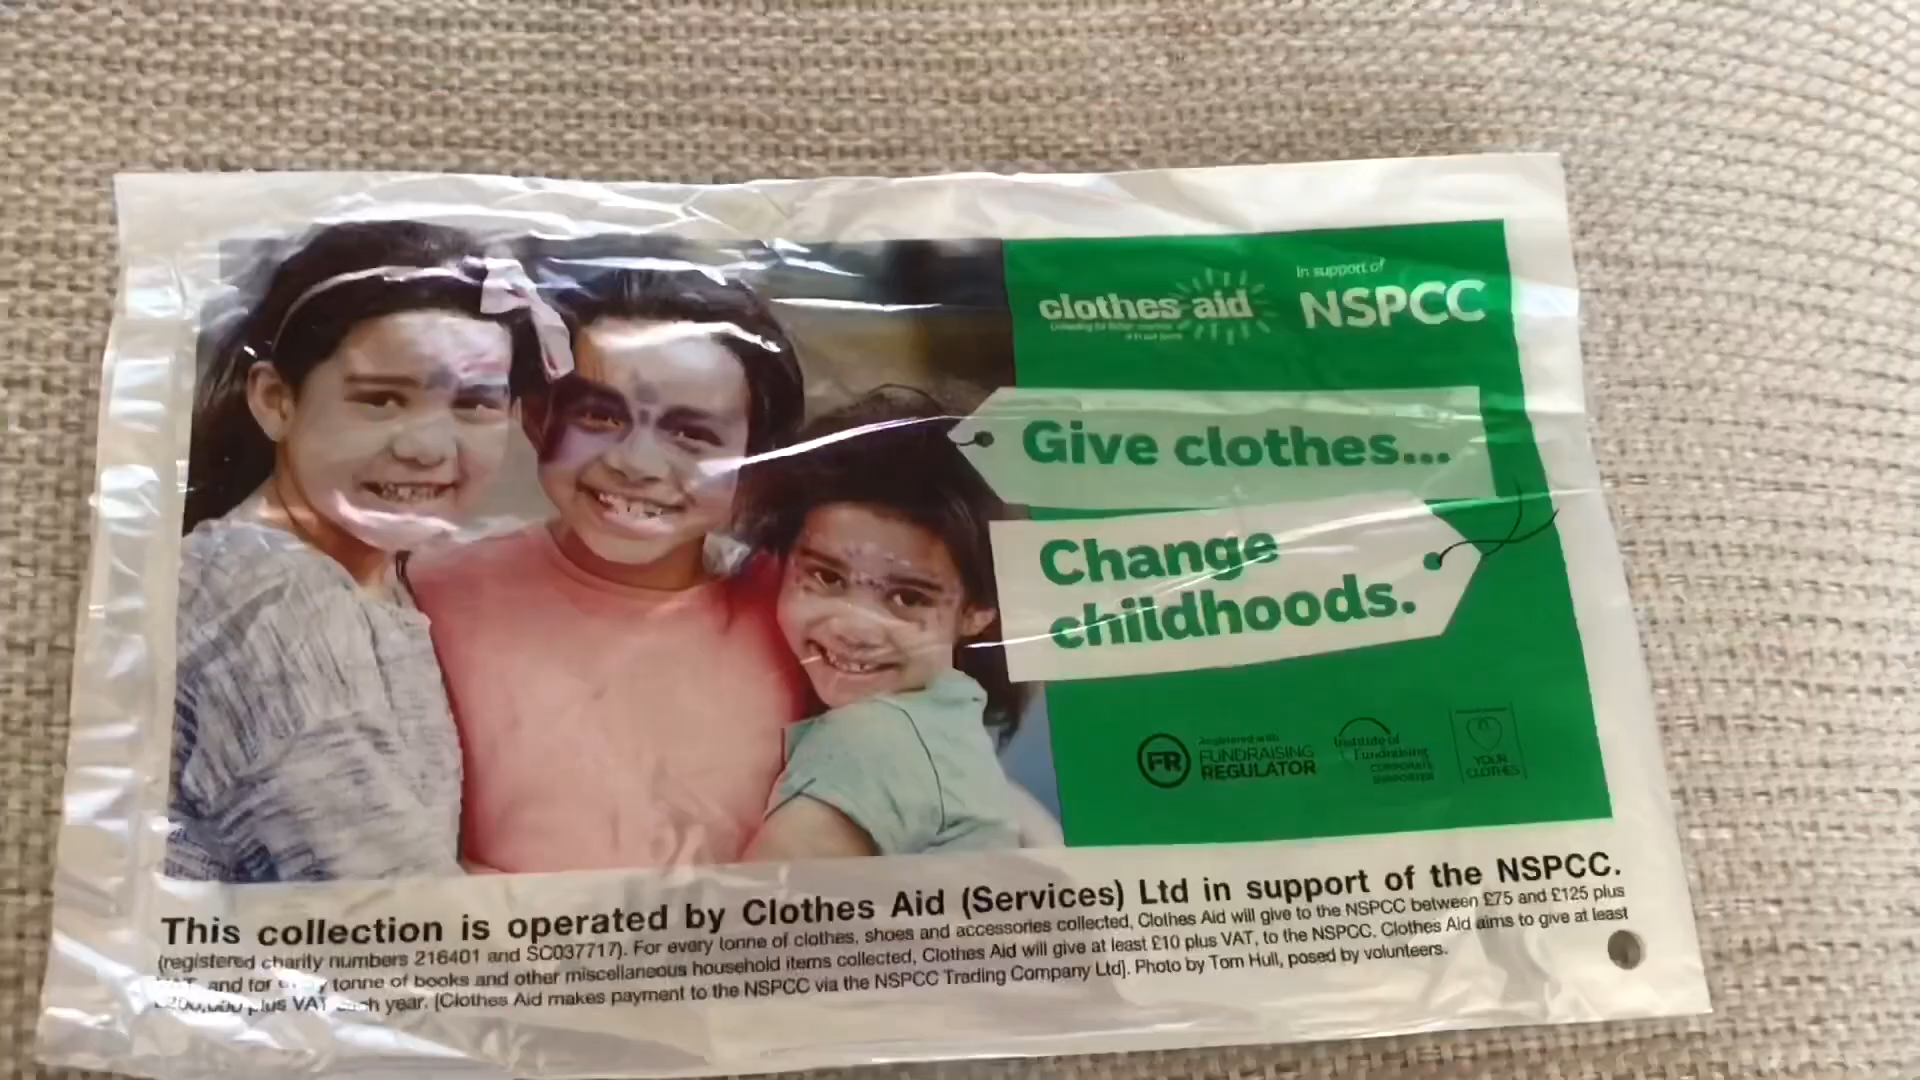 clothes aid
In support of
NSPCC
Give clothes...
Change
childhoods.
FR
Registered with
FUNDRAISING
REGULATOR
Institute of
Fundraising
CORPORATE
SUPPORTER
YOUR
CLOTHES
This collection is operated by Clothes Aid (Services) Ltd in support of the NSPCC.
(registered charity numbers 216401 and SC037717). For every tonne of clothes, shoes and accessories collected, Clothes Aid will give to the NSPCC between £75 and £125 plus
and for tonne of books and other miscellaneous household items collected, Clothes Aid will give at least £10 plus VAT, to the NSPCC. Clothes Aid aims to give at least
plus VAT each year. [Clothes Aid makes payment to the NSPCC via the NSPCC Trading Company Ltd]. Photo by Tom Hull, posed by volunteers.